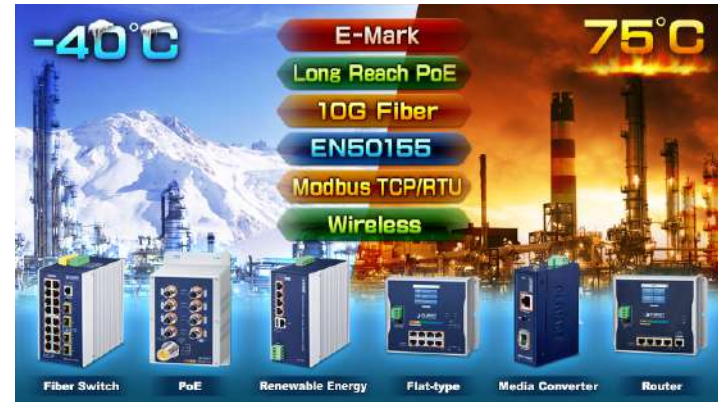 -40°C
75°C
E-Mark
Long Reach PoE
10G Fiber
EN50155
Modbus TCP/RTU
Wireless
Fiber Switch
PoE
Renewable Energy
Flat-type
Media Converter
Router